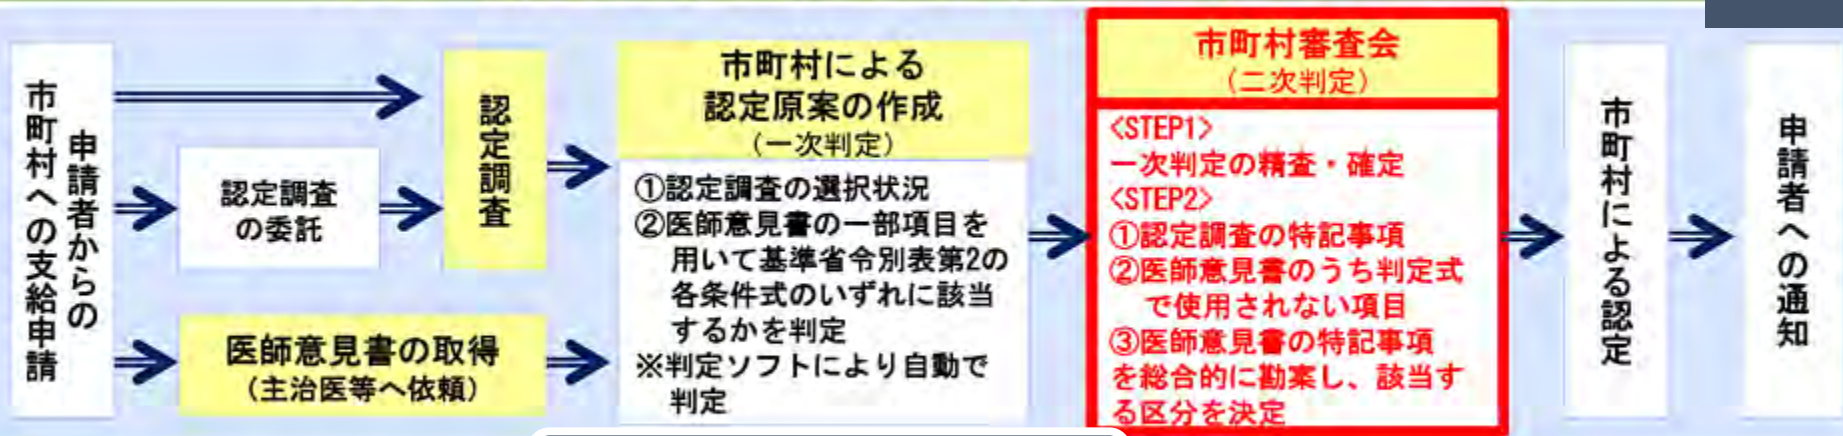 申請者からの
市町村への支給申請
認定調査
の委託
認定調査
医師意見書の取得
(主治医等へ依頼)
市町村による
認定原案の作成
(一次判定)
①認定調査の選択状況
②医師意見書の一部項目を
用いて基準省令別表第2の
各条件式のいずれに該当
するかを判定
※判定ソフトにより自動で
判定
市町村審査会
(二次判定)
<STEP1>
一次判定の精査・確定
<STEP2>
①認定調査の特記事項
②医師意見書のうち判定式
で使用されない項目
③医師意見書の特記事項
を総合的に勘案し、該当す
る区分を決定
市町村による認定
申請者への通知